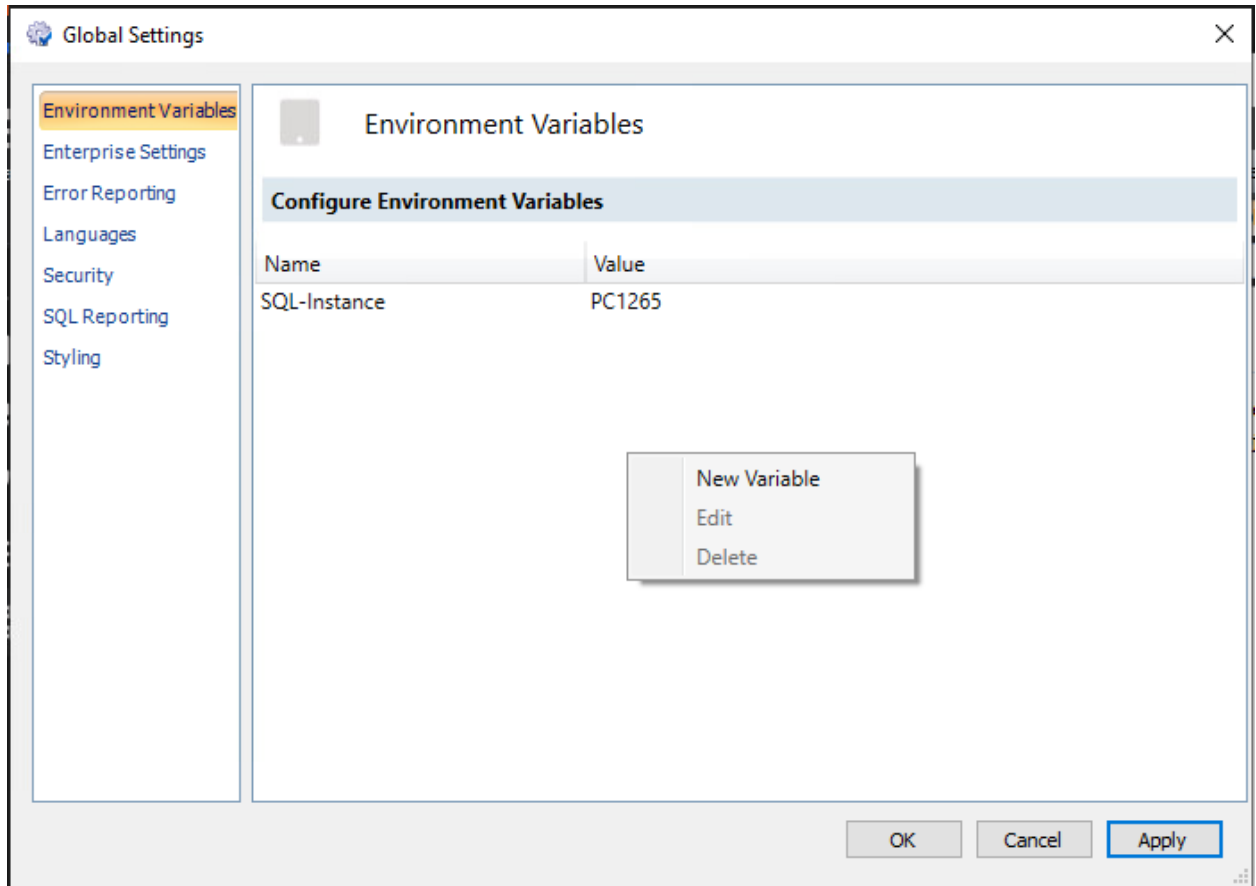 Global Settings
Environment Variables
Enterprise Settings
Error Reporting
Languages
Security
SQL Reporting
Styling
Environment Variables
Configure Environment Variables
Name Value
SQL-Instance PC1265
New Variable
Edit
Delete
OK Cancel Apply